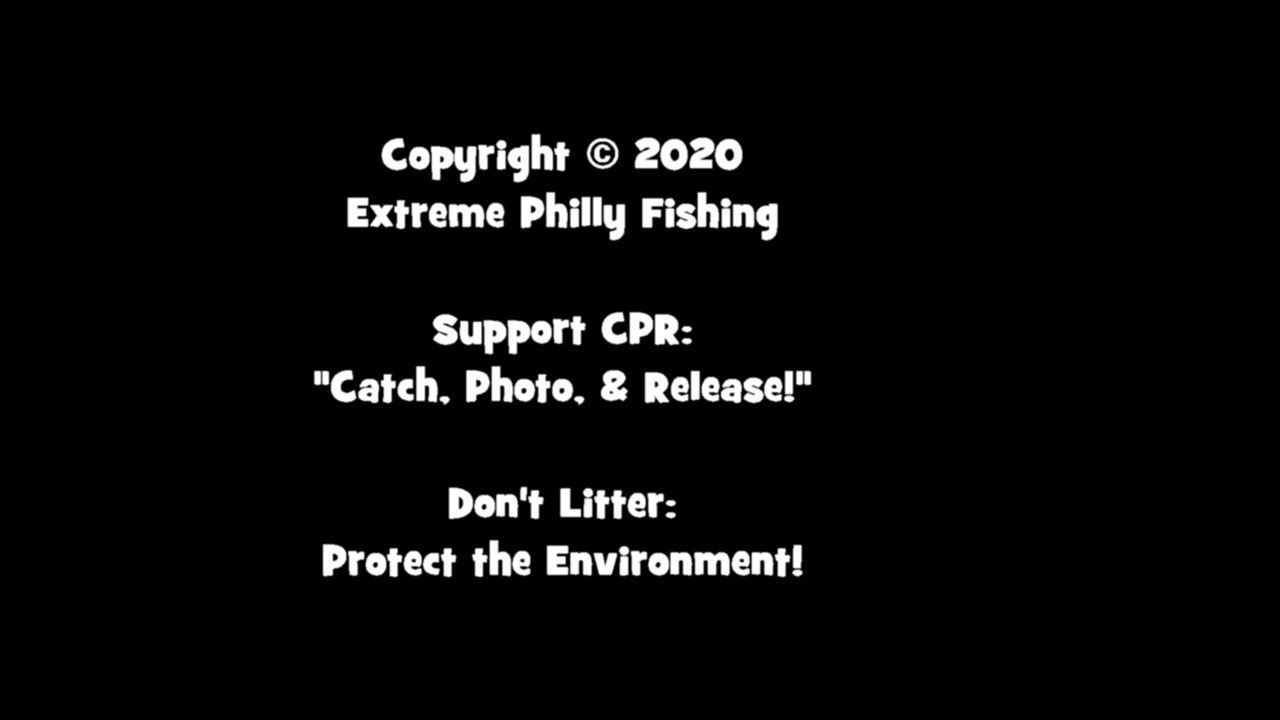 Copyright © 2020
Extreme Philly Fishing
Support CPR:
"Catch, Photo, & Release!"
Don't Litter:
Protect the Environment!